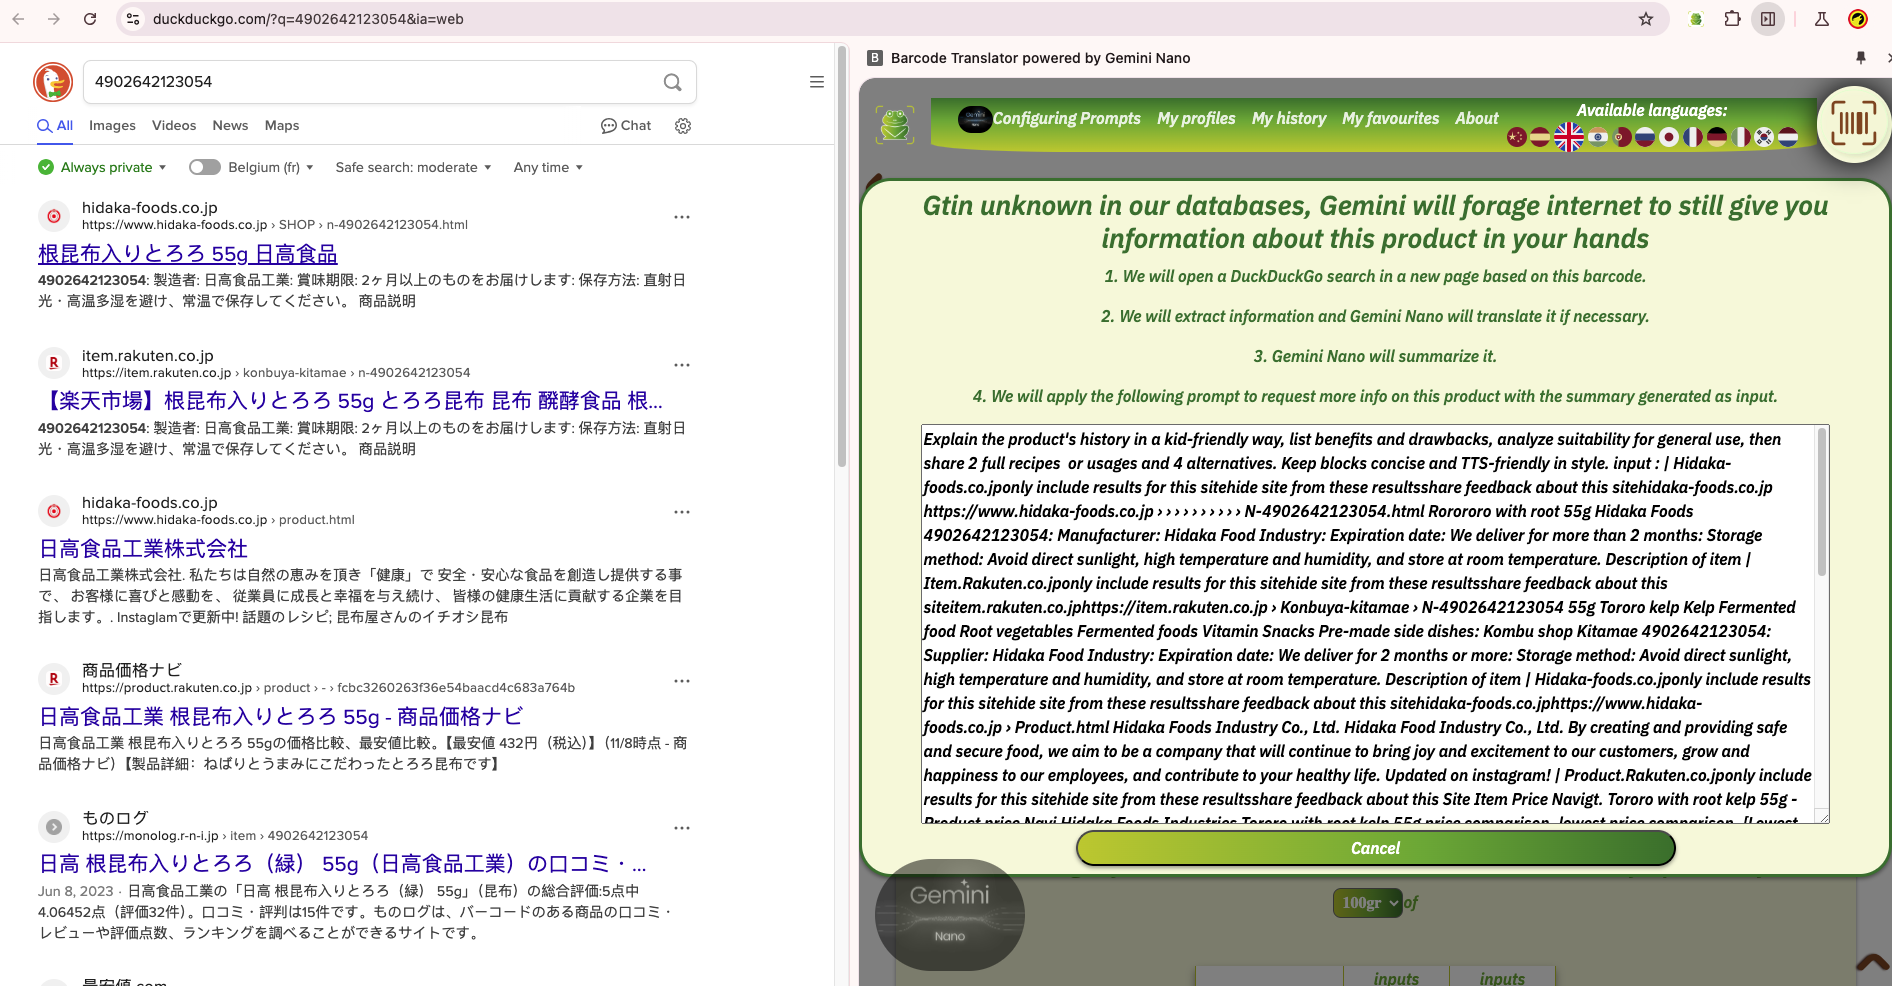 duckduckgo.com/?q=4902642123054&ia=web
4902642123054
All Images Videos News Maps Chat
Always private Belgium (fr) Safe search: moderate Any time
hidaka-foods.co.jp
https://www.hidaka-foods.co.jp › SHOP › n-4902642123054.html
根昆布入りとろろ 55g 日高食品
4902642123054: 製造者: 日高食品工業: 賞味期限: 2ヶ月以上のものをお届けします: 保存方法: 直射日
光・高温多湿を避け、常温で保存してください。 商品説明
item.rakuten.co.jp
https://item.rakuten.co.jp › konbuya-kitamae › n-4902642123054
【楽天市場】根昆布入りとろろ 55g とろろ昆布 昆布 醗酵食品 根...
4902642123054: 製造者: 日高食品工業: 賞味期限: 2ヶ月以上のものをお届けします: 保存方法: 直射日
光・高温多湿を避け、常温で保存してください。 商品説明
hidaka-foods.co.jp
https://www.hidaka-foods.co.jp › product.html
日高食品工業株式会社
日高食品工業株式会社. 私たちは自然の恵みを頂き「健康」で 安全・安心な食品を創造し提供する事
で、 お客様に喜びと感動を、 従業員に成長と幸福を与え続け、 皆様の健康生活に貢献する企業を目
指します。. Instaglamで更新中! 話題のレシピ; 昆布屋さんのイチオシ昆布
商品価格ナビ
https://product.rakuten.co.jp › product › - › fcbc3260263f36e54baacd4c683a764b
日高食品工業 根昆布入りとろろ 55g - 商品価格ナビ
日高食品工業 根昆布入りとろろ 55gの価格比較、最安値比較。【最安値 432円（税込）】（11/8時点 - 商
品価格ナビ）【製品詳細：ねばりとうまみにこだわったとろろ昆布です】
ものログ
https://monolog.r-n-i.jp › item › 4902642123054
日高 根昆布入りとろろ（緑） 55g（日高食品工業）の口コミ・...
Jun 8, 2023 · 日高食品工業の「日高 根昆布入りとろろ（緑） 55g」（昆布）の総合評価:5点中
4.06452点（評価32件）。口コミ・評判は15件です。ものログは、バーコードのある商品の口コミ・
レビューや評価点数、ランキングを調べることができるサイトです。
最安値.com
B Barcode Translator powered by Gemini Nano
Configuring Prompts My profiles My history My favourites About
Available languages:
Gtin unknown in our databases, Gemini will forage internet to still give you
information about this product in your hands
1. We will open a DuckDuckGo search in a new page based on this barcode.
2. We will extract information and Gemini Nano will translate it if necessary.
3. Gemini Nano will summarize it.
4. We will apply the following prompt to request more info on this product with the summary generated as input.
Explain the product's history in a kid-friendly way, list benefits and drawbacks, analyze suitability for general use, then
share 2 full recipes or usages and 4 alternatives. Keep blocks concise and TTS-friendly in style. input : | Hidaka-
foods.co.jponly include results for this sitehide site from these resultsshare feedback about this sitehidaka-foods.co.jp
https://www.hidaka-foods.co.jp › › › › › › › › › › N-4902642123054.html Rorororo with root 55g Hidaka Foods
4902642123054: Manufacturer: Hidaka Food Industry: Expiration date: We deliver for more than 2 months: Storage
method: Avoid direct sunlight, high temperature and humidity, and store at room temperature. Description of item |
Item.Rakuten.co.jponly include results for this sitehide site from these resultsshare feedback about this
siteitem.rakuten.co.jphttps://item.rakuten.co.jp › Konbuya-kitamae › N-4902642123054 55g Tororo kelp Kelp Fermented
food Root vegetables Fermented foods Vitamin Snacks Pre-made side dishes: Kombu shop Kitamae 4902642123054:
Supplier: Hidaka Food Industry: Expiration date: We deliver for 2 months or more: Storage method: Avoid direct sunlight,
high temperature and humidity, and store at room temperature. Description of item | Hidaka-foods.co.jponly include results
for this sitehide site from these resultsshare feedback about this sitehidaka-foods.co.jphttps://www.hidaka-
foods.co.jp › Product.html Hidaka Foods Industry Co., Ltd. Hidaka Food Industry Co., Ltd. By creating and providing safe
and secure food, we aim to be a company that will continue to bring joy and excitement to our customers, grow and
happiness to our employees, and contribute to your healthy life. Updated on instagram! | Product.Rakuten.co.jponly include
results for this sitehide site from these resultsshare feedback about this Site Item Price Navigt. Tororo with root kelp 55g -
Product price Navi Hidaka Foods Industries Tororo with root kelp 55g price comparison, lowest price comparison. [Lowest
Cancel
Gemini
Nano
100gr of
inputs inputs